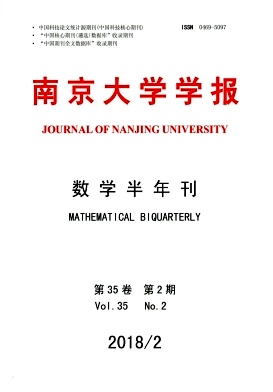 · 中国科技论文统计源期刊(中国科技核心期刊) ISSN 0469-5097
· “中国核心期刊(遴选)数据库”收录期刊
· “中国期刊全文数据库”收录期刊
南京大学学报
JOURNAL OF NANJING UNIVERSITY
数学半年刊
MATHEMATICAL BIQUARTERLY
第35卷 第2期
Vol.35 No.2
2018/2